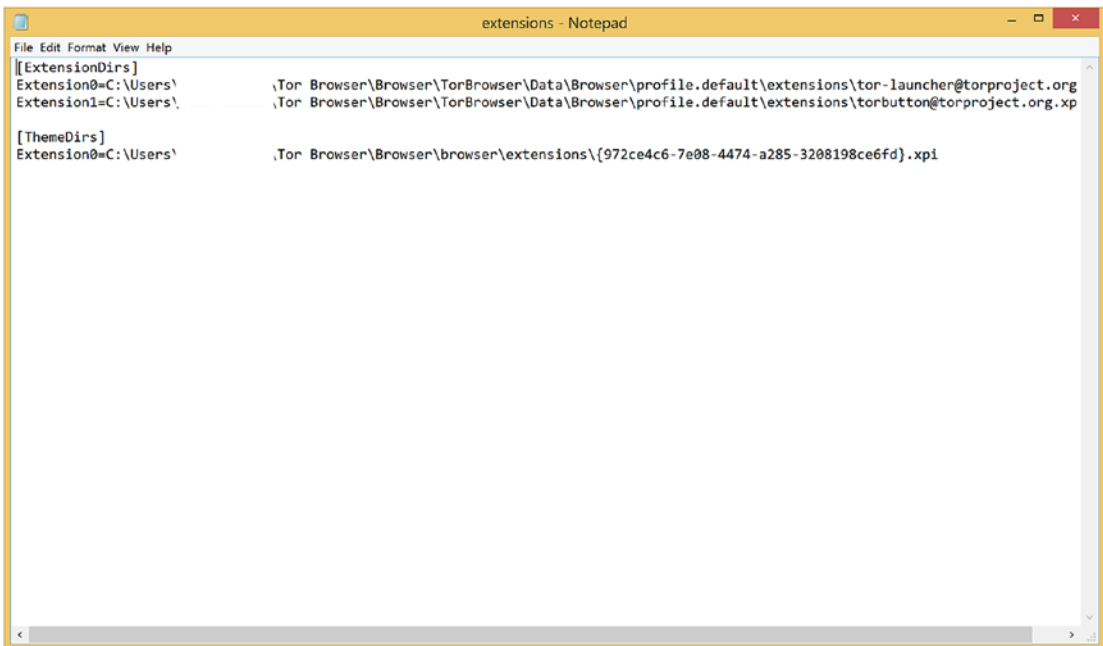 extensions - Notepad
File Edit Format View Help
[ExtensionDirs]
Extension0=C:\Users\ \Tor Browser\Browser\TorBrowser\Data\Browser\profile.default\extensions\tor-launcher@torproject.org
Extension1=C:\Users\ \Tor Browser\Browser\TorBrowser\Data\Browser\profile.default\extensions\torbutton@torproject.org.xp
[ThemeDirs]
Extension0=C:\Users\ \Tor Browser\Browser\browser\extensions\{972ce4c6-7e08-4474-a285-3208198ce6fd}.xpi